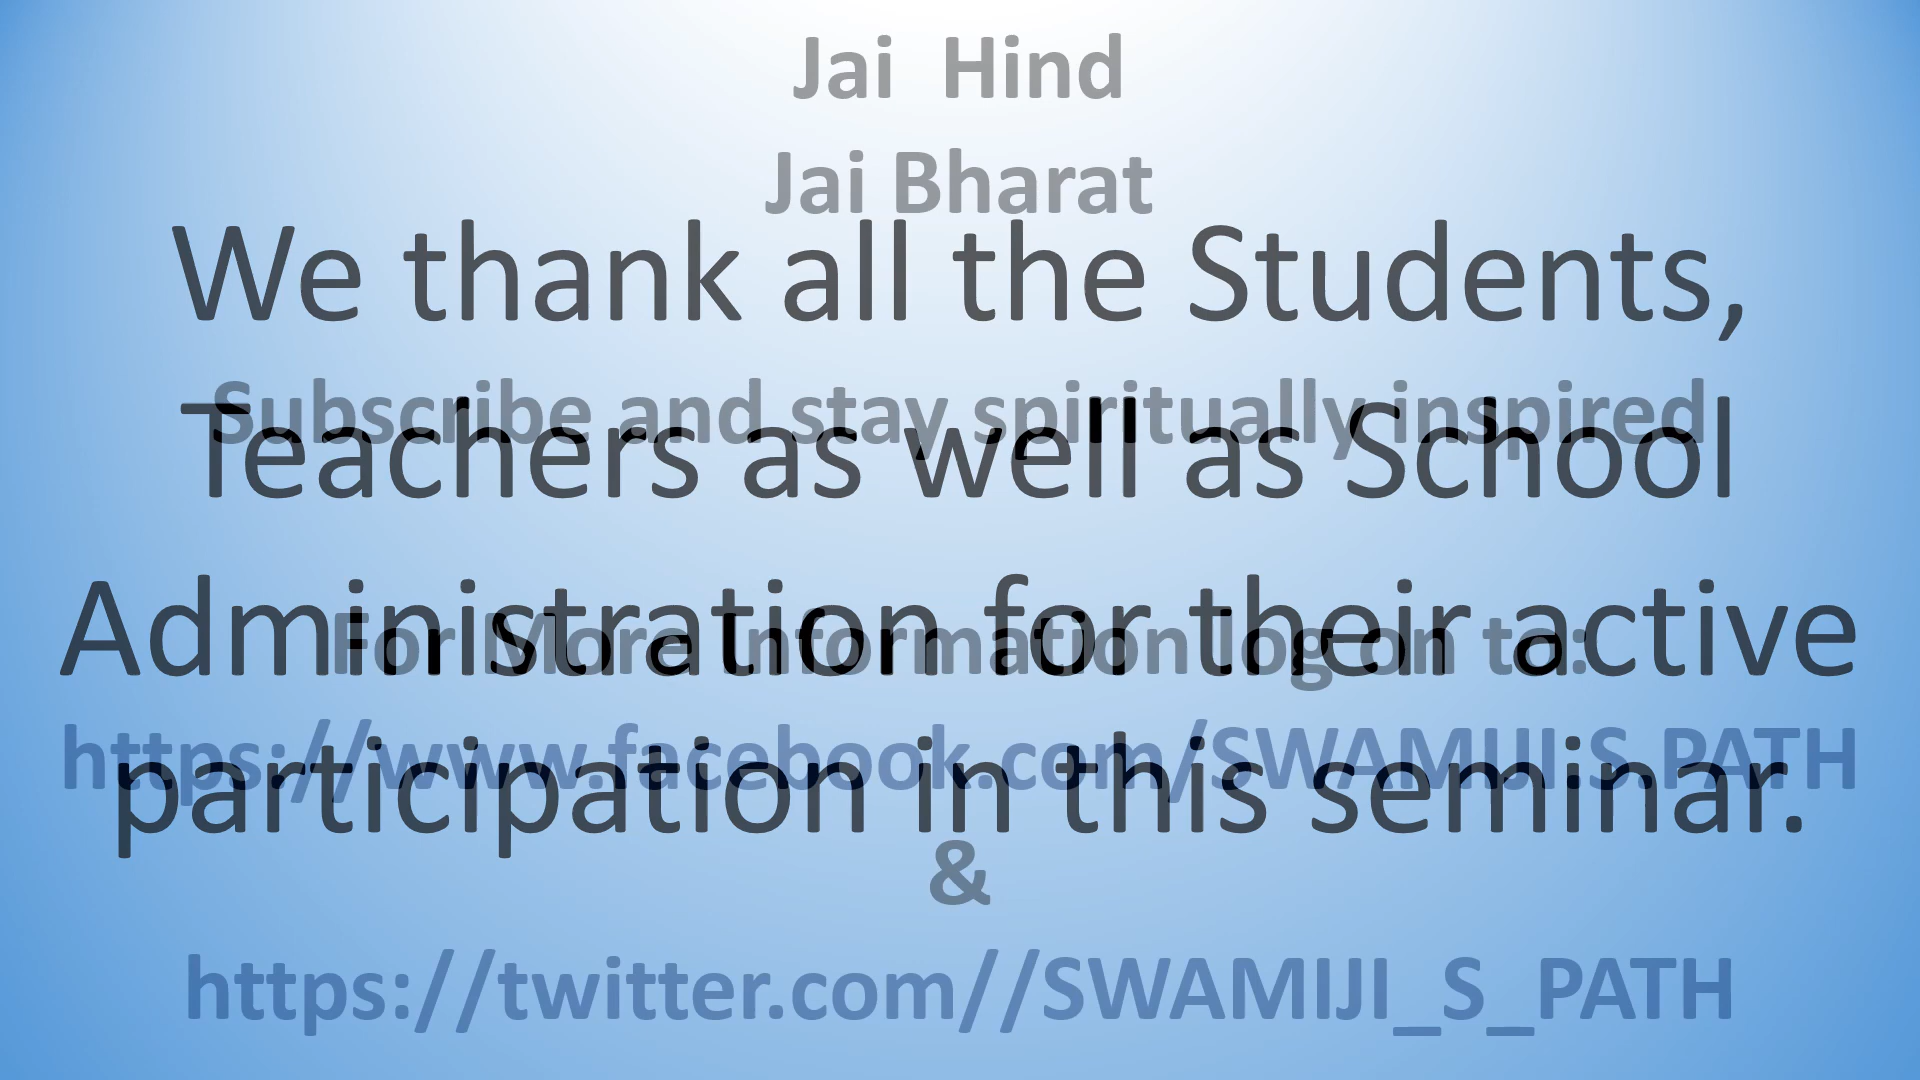 Jai Hind
Jai Bharat
We thank all the Students,
Subscribe and stay spiritually inspired
Teachers as well as School
Administration for their active
For More Information log on to:
https://www.facebook.com/SWAMIJI.S.PATH
participation in this seminar.
&
https://twitter.com//SWAMIJI_S_PATH